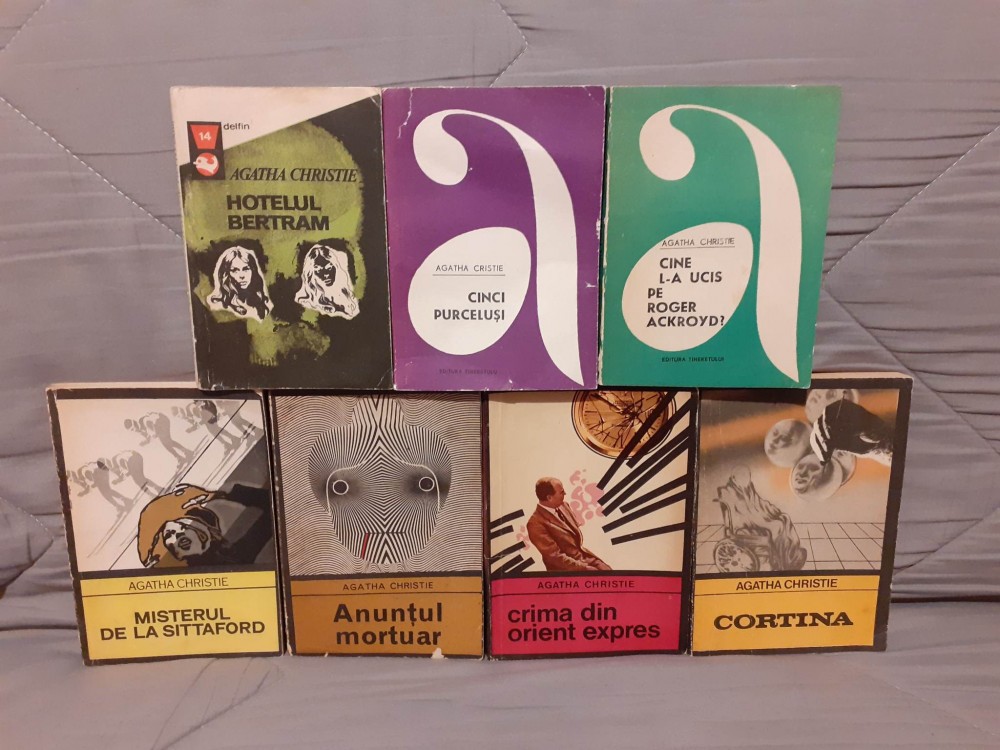 14
delfin
AGATHA CHRISTIE
HOTELUL
BERTRAM
AGATHA CRISTIE
CINCI
PURCELUȘI
EDITURA TINERETULUI
AGATHA CHRISTIE
CINE
L-A UCIS
PE
ROGER
ACKROYD?
EDITURA TINERETULUI
AGATHA CHRISTIE
MISTERUL
DE LA SITTAFORD
AGATHA CHRISTIE
Anunțul
mortuar
AGATHA CHRISTIE
crima din
orient expres
AGATHA CHRISTIE
CORTINA